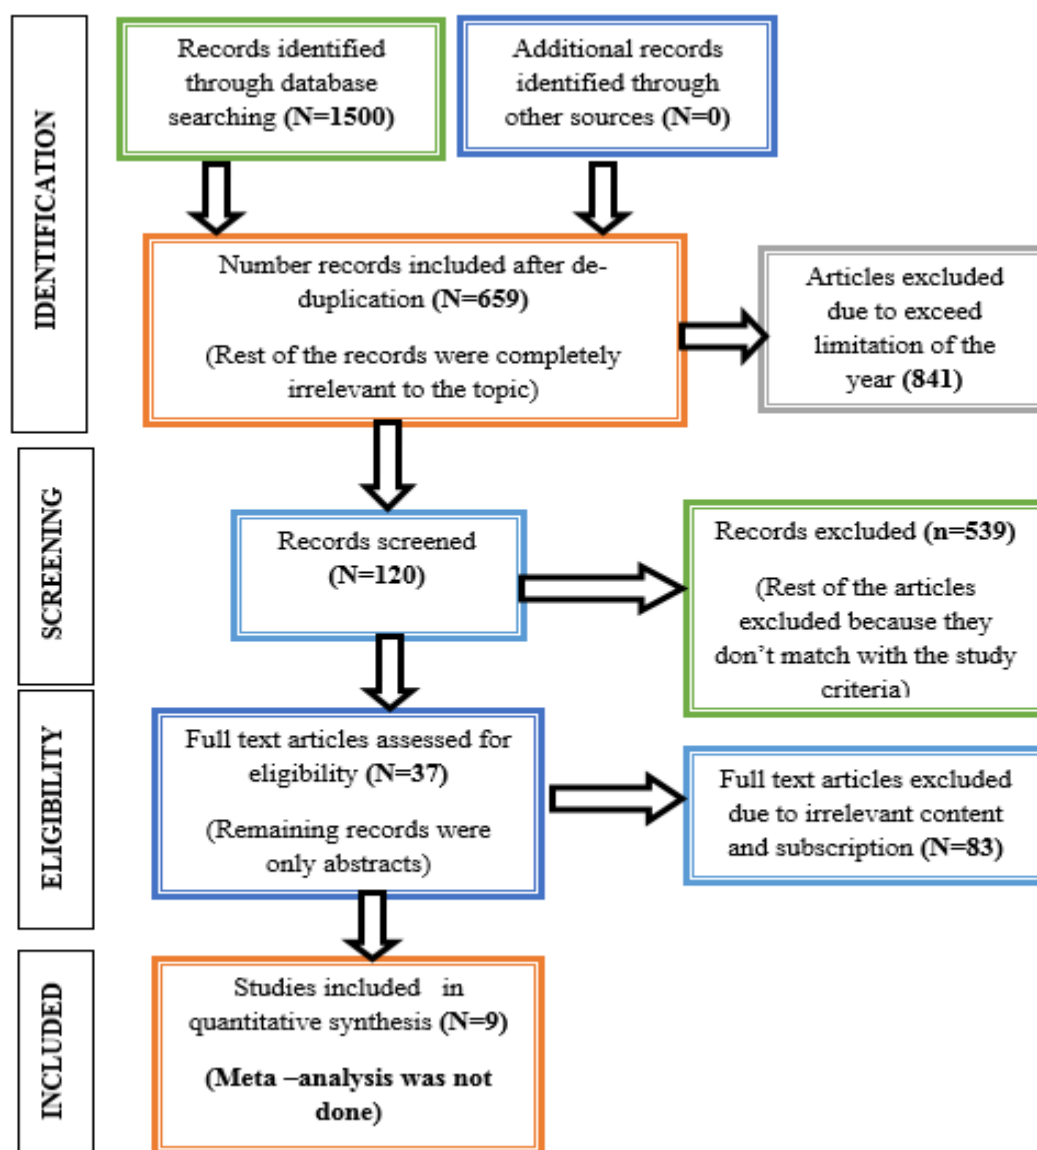 IDENTIFICATION
Records identified
through database
searching (N=1500)
Additional records
identified through
other sources (N=0)
Number records included after de-
duplication (N=659)
(Rest of the records were completely
irrelevant to the topic)
Articles excluded
due to exceed
limitation of the
year (841)
SCREENING
Records screened
(N=120)
Records excluded (n=539)
(Rest of the articles
excluded because they
don’t match with the study
criteria)
ELIGIBILITY
Full text articles assessed for
eligibility (N=37)
(Remaining records were
only abstracts)
Full text articles excluded
due to irrelevant content
and subscription (N=83)
INCLUDED
Studies included in
quantitative synthesis (N=9)
(Meta –analysis was not
done)